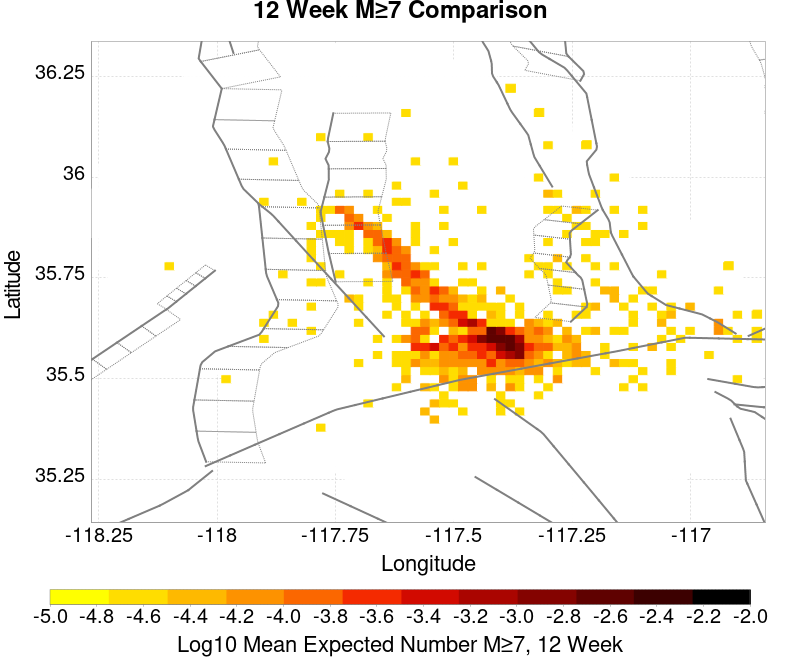 12 Week M≥7 Comparison
36.25
36
35.75
35.5
35.25
Latitude
-118.25 -118 -117.75 -117.5 -117.25 -117
Longitude
-5.0 -4.8 -4.6 -4.4 -4.2 -4.0 -3.8 -3.6 -3.4 -3.2 -3.0 -2.8 -2.6 -2.4 -2.2 -2.0
Log10 Mean Expected Number M≥7, 12 Week